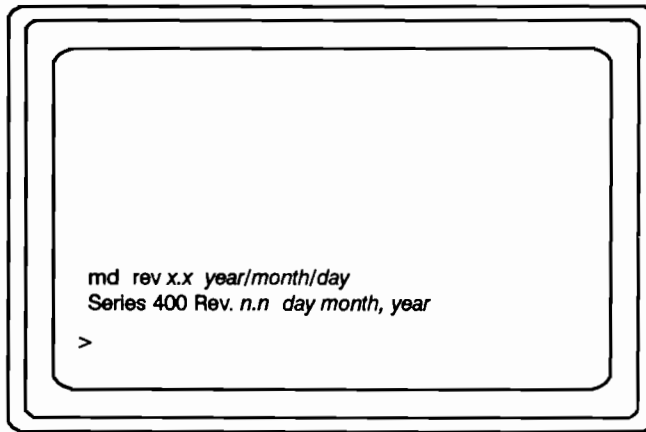 md rev x.x year/month/day
Series 400 Rev. n.n day month, year
>